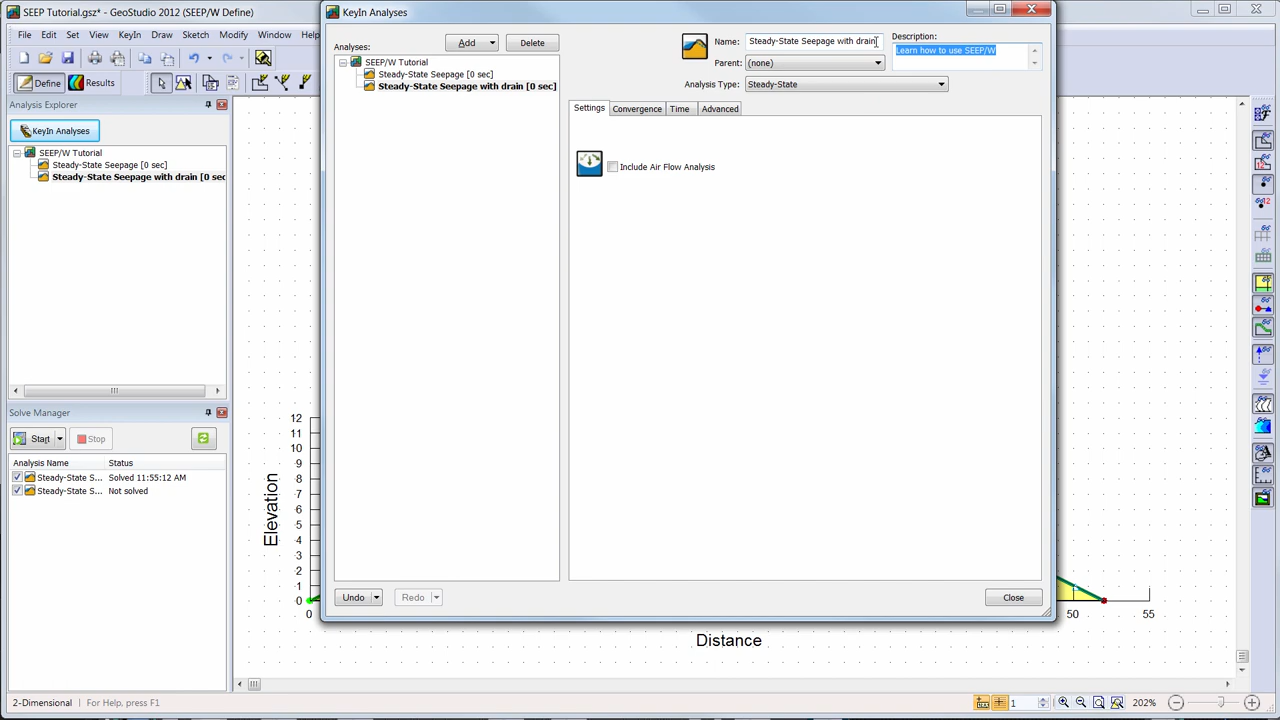 SEEP Tutorial.gsz* - GeoStudio 2012 (SEEP/W Define)
File Edit Set View KeyIn Draw Sketch Modify Window
Define
Results
Analysis Explorer
KeyIn Analyses
SEEP/W Tutorial
Steady-State Seepage [0 sec]
Steady-State Seepage with drain [0 sec
Solve Manager
Start
Stop
Analysis Name Status
Steady-State S... Solved 11:55:12 AM
Steady-State S... Not solved
2-Dimensional For Help, press F1
KeyIn Analyses
Analyses:
Add
Delete
SEEP/W Tutorial
Steady-State Seepage [0 sec]
Steady-State Seepage with drain [0 sec]
Name: Steady-State Seepage with drain
Parent: (none)
Analysis Type: Steady-State
Description:
Learn how to use SEEP/W
Settings Convergence Time Advanced
Include Air Flow Analysis
Undo
Redo
Close
Elevation
12
11
10
9
8
7
6
5
4
3
2
1
0
0
50
55
Distance
1
202%